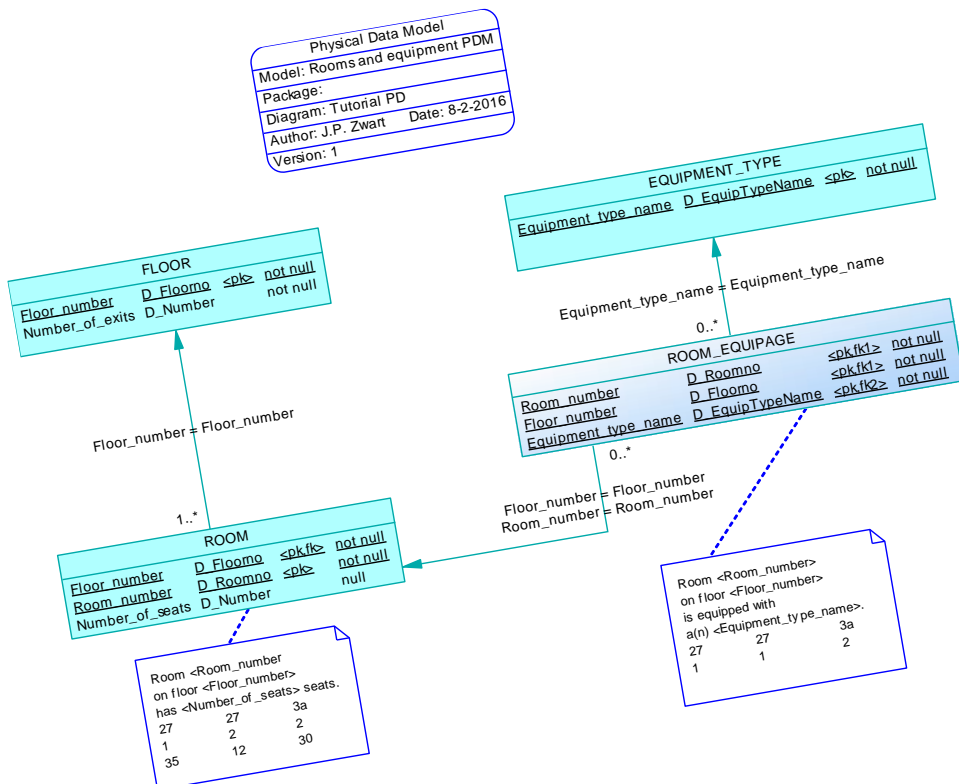 Physical Data Model
Model: Rooms and equipment PDM
Package:
Diagram: Tutorial PD
Author: J.P. Zwart Date: 8-2-2016
Version: 1
EQUIPMENT_TYPE
Equipment_type_name D_EquipTypeName <pk> not null
FLOOR
Floor_number D_Floorno <pk> not null
Number_of_exits D_Number not null
Equipment_type_name = Equipment_type_name
0..*
ROOM_EQUIPAGE
Room_number D_Roomno <pk,fk1> not null
Floor_number D_Floorno <pk,fk1> not null
Equipment_type_name D_EquipTypeName <pk,fk2> not null
Floor_number = Floor_number
0..*
Floor_number = Floor_number
Room_number = Room_number
1..*
ROOM
Floor_number D_Floorno <pk,fk> not null
Room_number D_Roomno <pk> not null
Number_of_seats D_Number null
Room <Room_number>
on floor <Floor_number>
is equipped with
a(n) <Equipment_type_name>.
27 27 3a
1 1 2
Room <Room_number
on floor <Floor_number>
has <Number_of_seats> seats.
27 27 3a
1 2 2
35 12 30